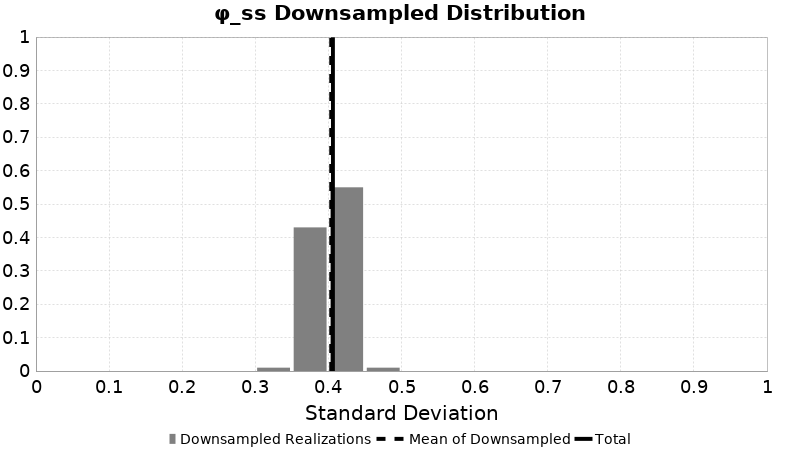 φ_ss Downsampled Distribution
1
0.9
0.8
0.7
0.6
0.5
0.4
0.3
0.2
0.1
0
0 0.1 0.2 0.3 0.4 0.5 0.6 0.7 0.8 0.9 1
Standard Deviation
Downsampled Realizations Mean of Downsampled Total